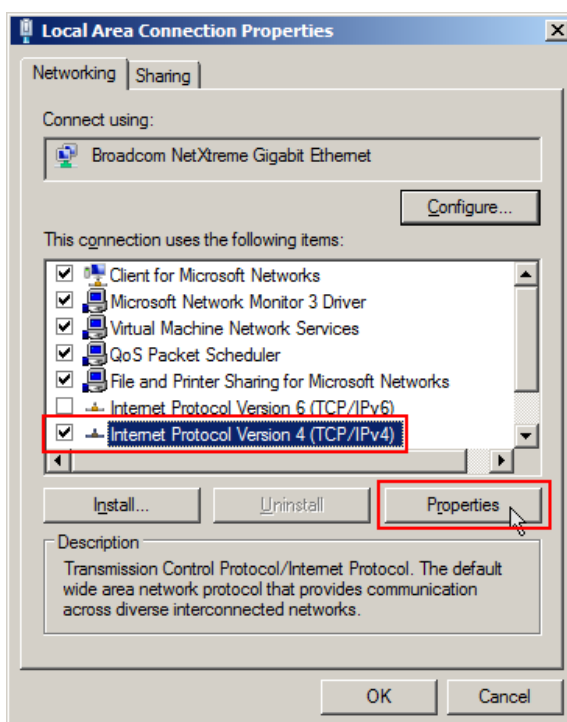 Local Area Connection Properties
Networking
Sharing
Connect using:
Broadcom NetXtreme Gigabit Ethernet
Configure...
This connection uses the following items:
Client for Microsoft Networks
Microsoft Network Monitor 3 Driver
Virtual Machine Network Services
QoS Packet Scheduler
File and Printer Sharing for Microsoft Networks
Internet Protocol Version 6 (TCP/IPv6)
Internet Protocol Version 4 (TCP/IPv4)
Install...
Uninstall
Properties
Description
Transmission Control Protocol/Internet Protocol. The default
wide area network protocol that provides communication
across diverse interconnected networks.
OK
Cancel